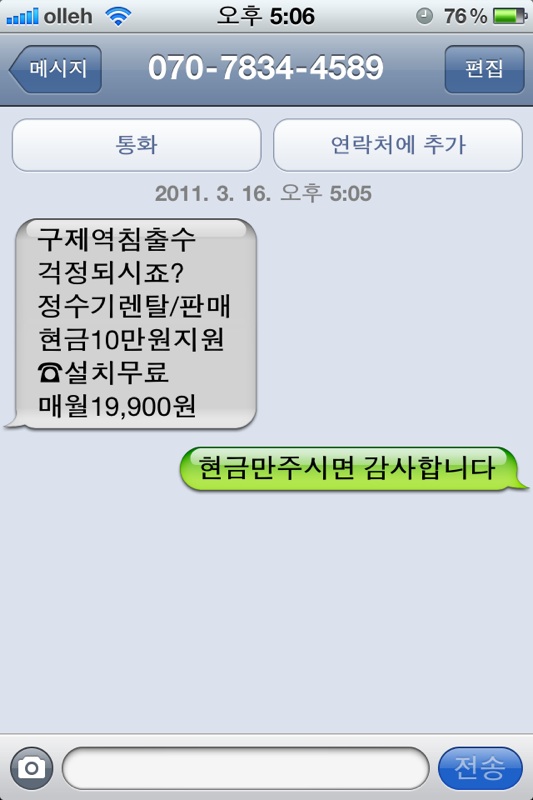 olleh 오후 5:06 76%
메시지 070-7834-4589 편집
통화 연락처에 추가
2011. 3. 16. 오후 5:05
구제역침출수
걱정되시죠?
정수기렌탈/판매
현금10만원지원
☎설치무료
매월19,900원
현금만주시면 감사합니다
전송